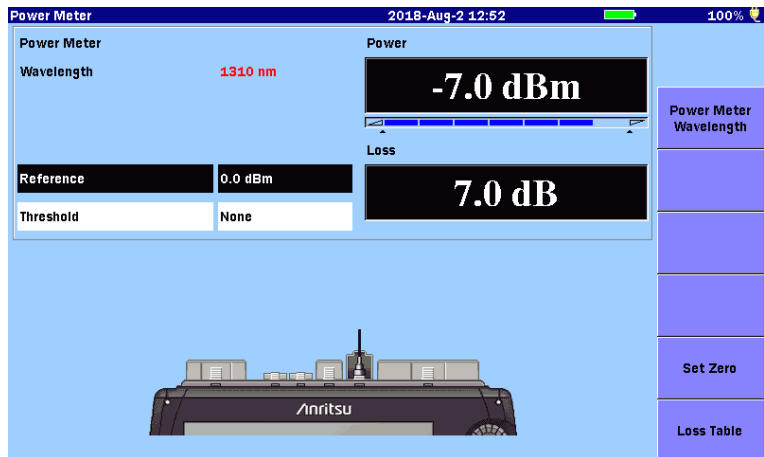 Power Meter 2018-Aug-2 12:52 100%
Power Meter
Wavelength 1310 nm
Reference 0.0 dBm
Threshold None
Power
-7.0 dBm
Loss
7.0 dB
Power Meter
Wavelength
Set Zero
Loss Table
Anritsu